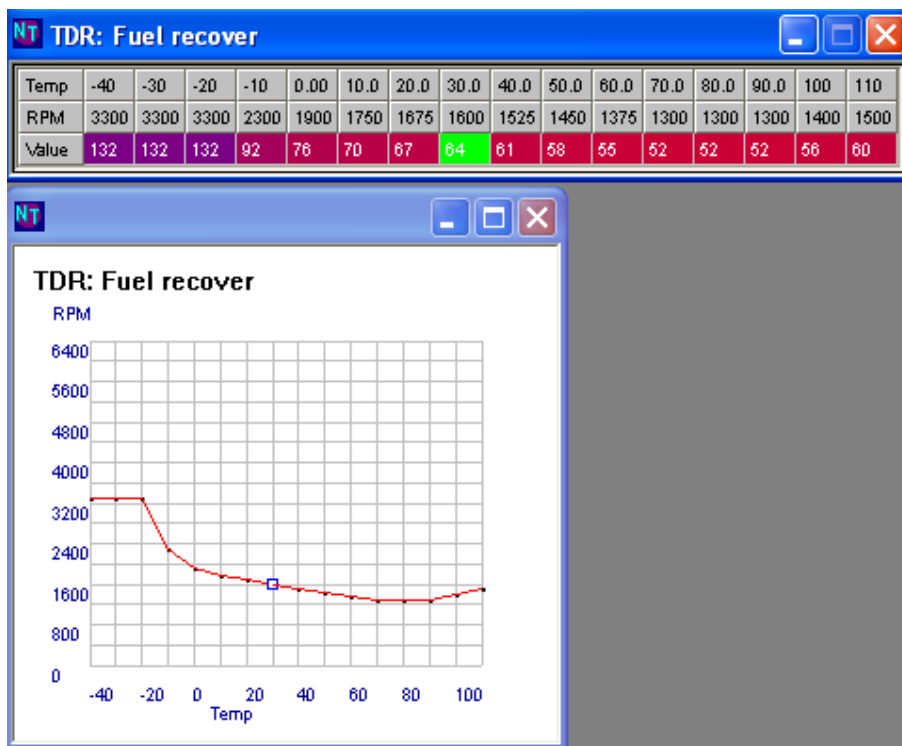 NT TDR: Fuel recover
Temp -40 -30 -20 -10 0.00 10.0 20.0 30.0 40.0 50.0 60.0 70.0 80.0 90.0 100 110
RPM 3300 3300 3300 2300 1900 1750 1675 1600 1525 1450 1375 1300 1300 1300 1400 1500
Value 132 132 132 92 76 70 67 64 61 58 55 52 52 52 56 60
NT
TDR: Fuel recover
RPM
6400
5600
4800
4000
3200
2400
1600
800
0
-40 -20 0 20 40 60 80 100
Temp